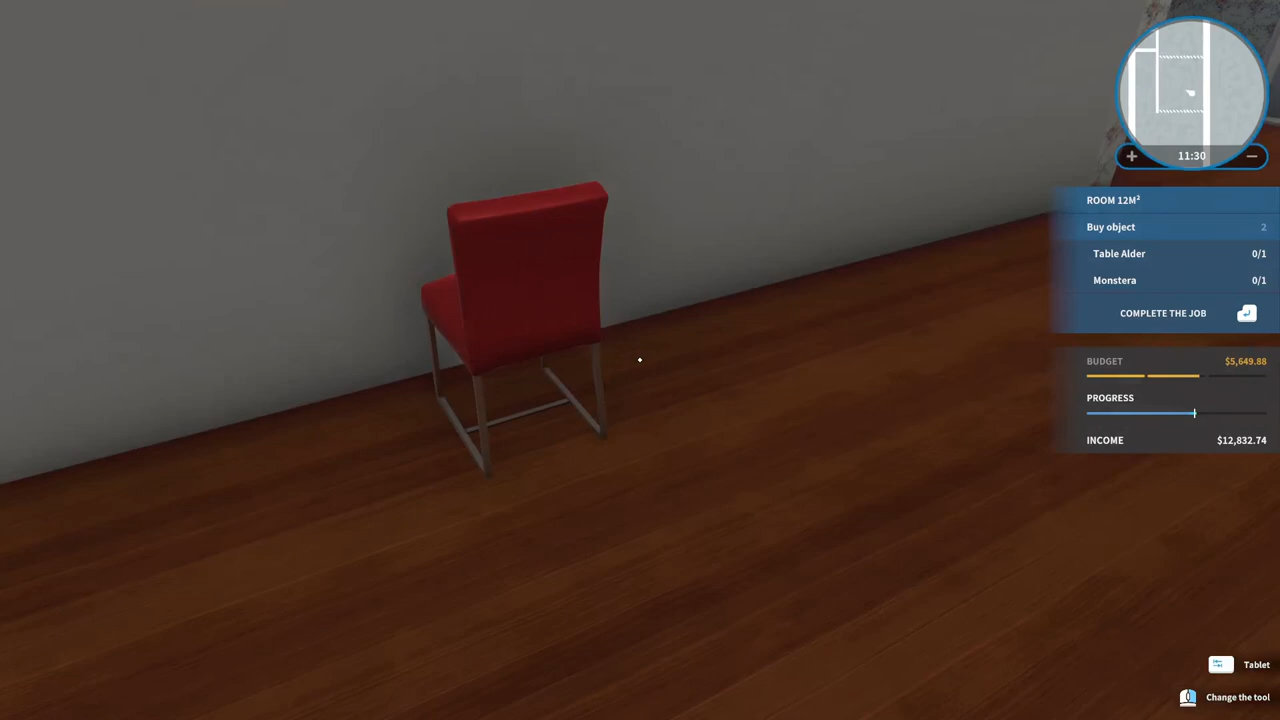 11:30
ROOM 12M²
Buy object 2
Table Alder 0/1
Monstera 0/1
COMPLETE THE JOB
BUDGET $5,649.88
PROGRESS
INCOME $12,832.74
Tablet
Change the tool